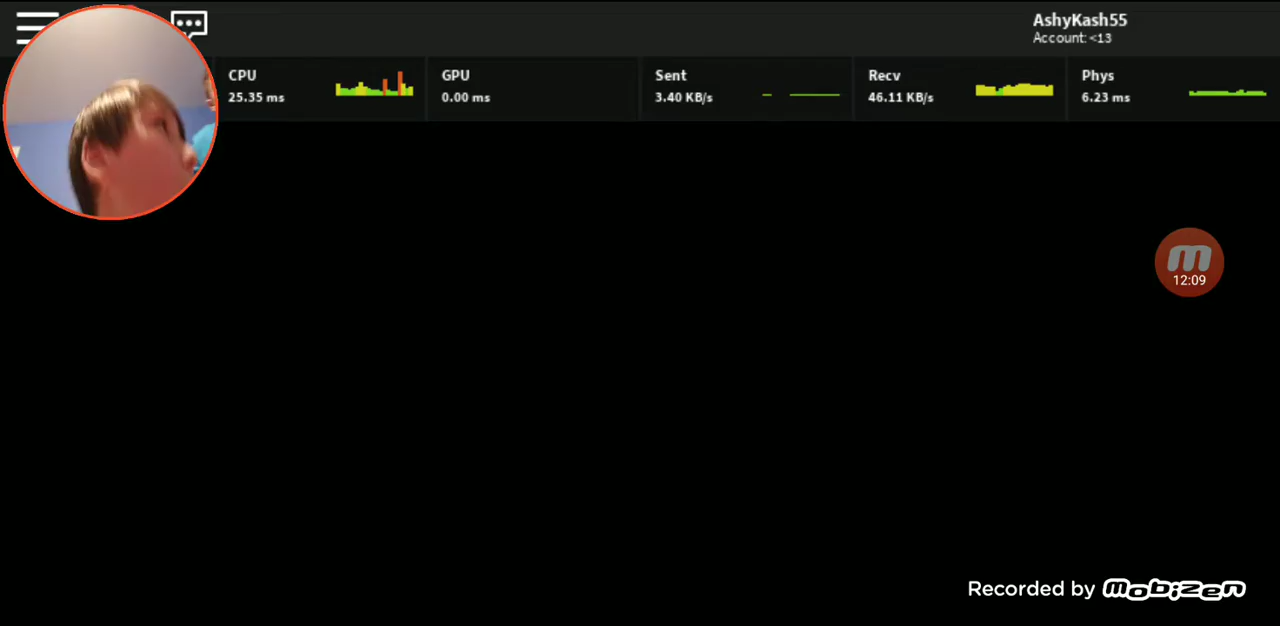 AshyKash55
Account: <13
CPU
25.35 ms
GPU
0.00 ms
Sent
3.40 KB/s
Recv
46.11 KB/s
Phys
6.23 ms
m
12:09
Recorded by mobizen